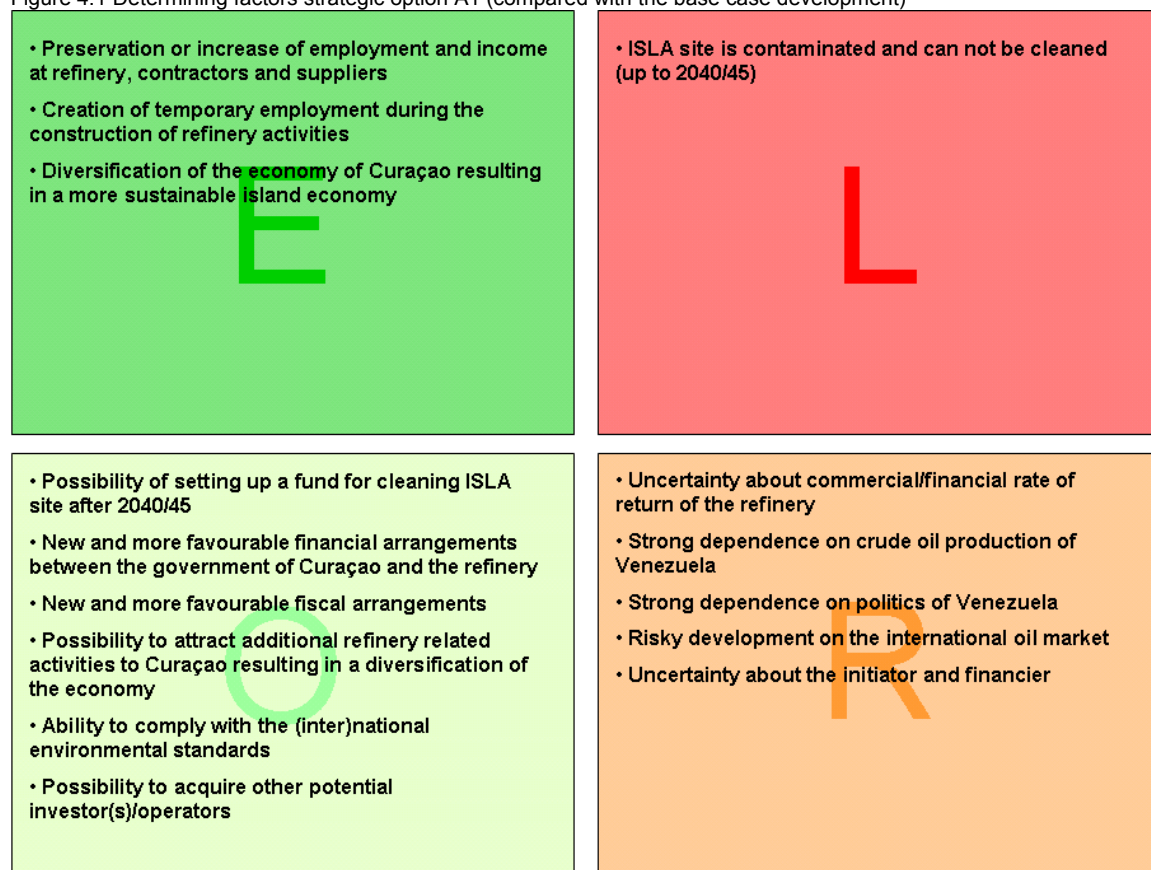 Figure 4.1 Determining factors strategic option A1 (compared with the base case development)
• Preservation or increase of employment and income
at refinery, contractors and suppliers
• Creation of temporary employment during the
construction of refinery activities
• Diversification of the economy of Curaçao resulting
in a more sustainable island economy
E
• ISLA site is contaminated and can not be cleaned
(up to 2040/45)
L
• Possibility of setting up a fund for cleaning ISLA
site after 2040/45
• New and more favourable financial arrangements
between the government of Curaçao and the refinery
• New and more favourable fiscal arrangements
• Possibility to attract additional refinery related
activities to Curaçao resulting in a diversification of
the economy
• Ability to comply with the (inter)national
environmental standards
• Possibility to acquire other potential
investor(s)/operators
O
• Uncertainty about commercial/financial rate of
return of the refinery
• Strong dependence on crude oil production of
Venezuela
• Strong dependence on politics of Venezuela
• Risky development on the international oil market
• Uncertainty about the initiator and financier
R